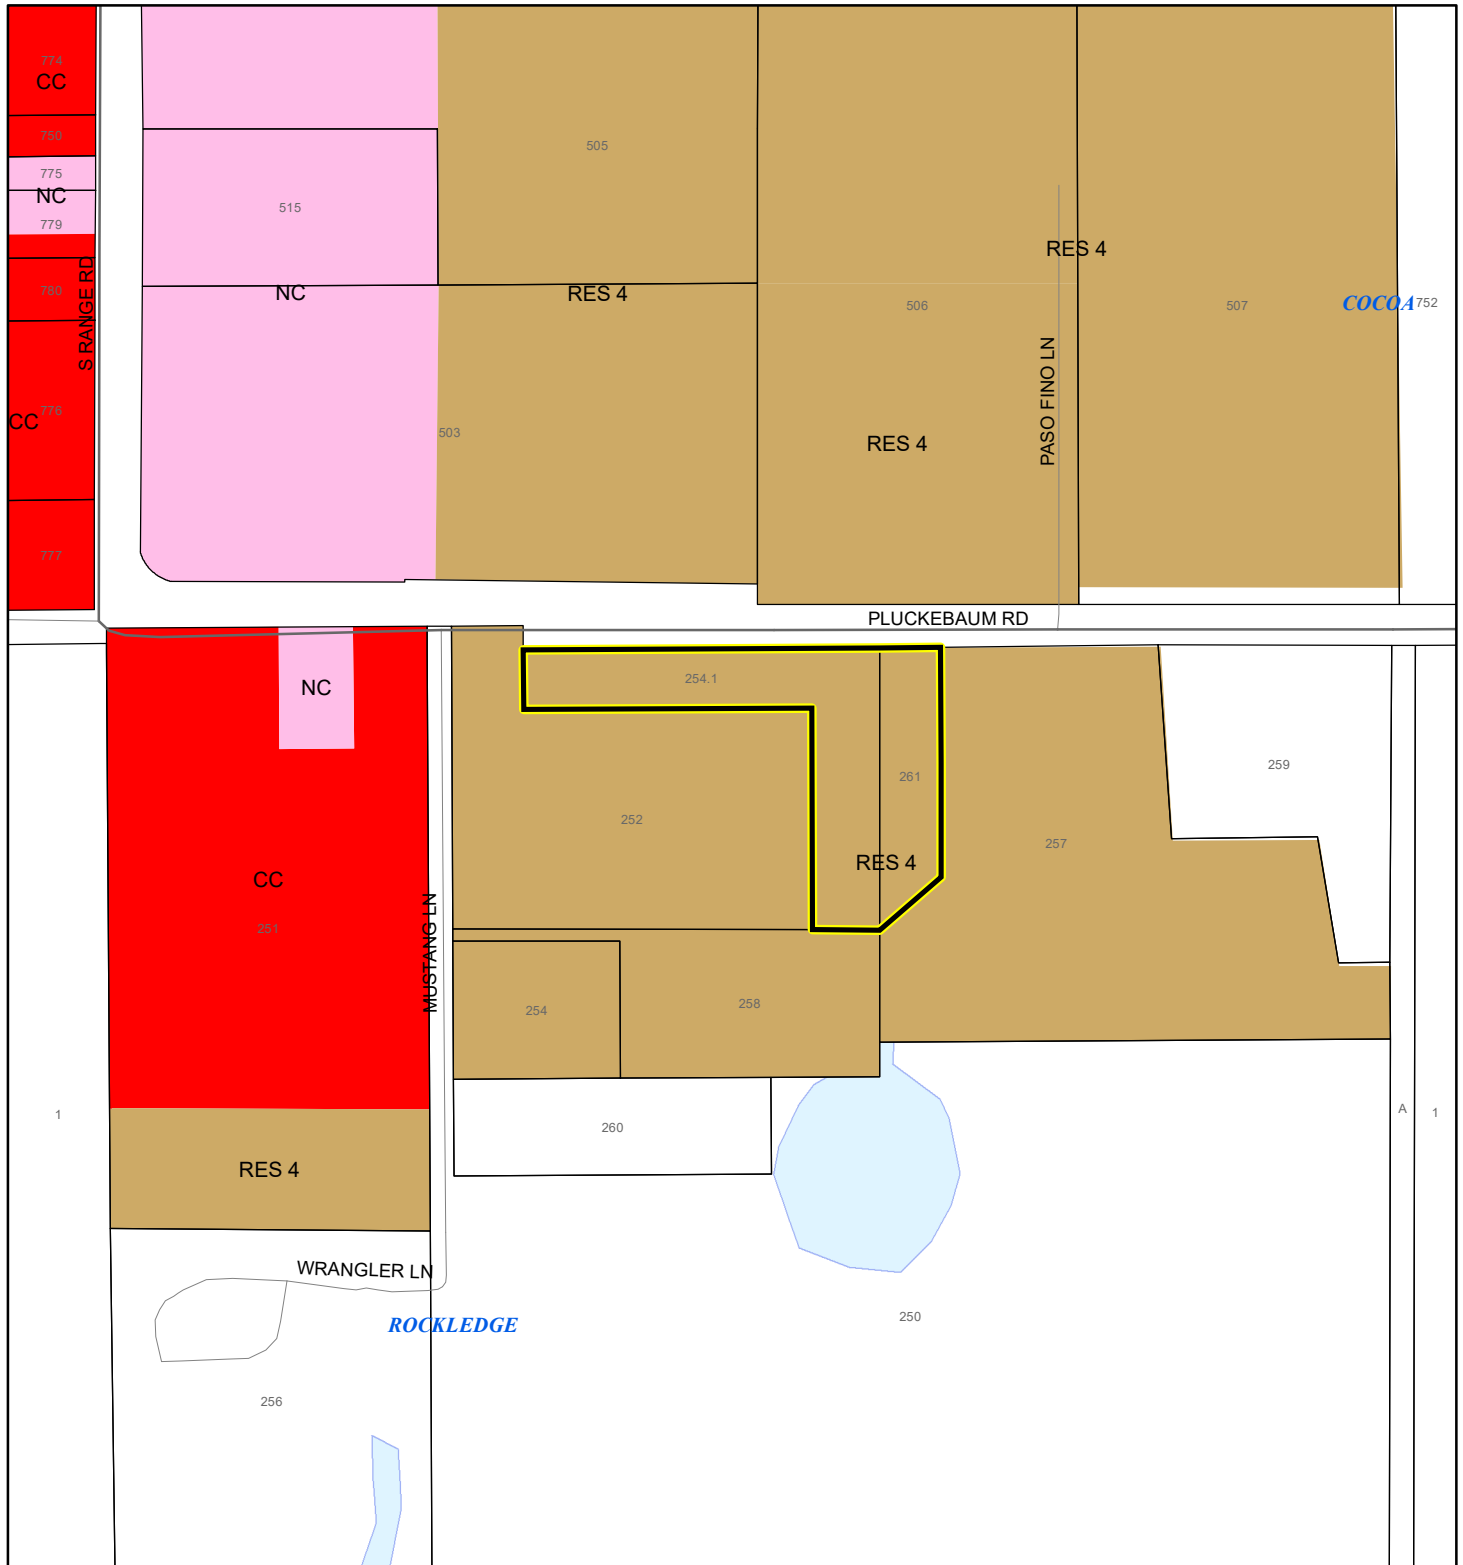 774
CC
750
775
NC
779
780
776
CC
777
S RANGE RD
515
NC
505
RES 4
503
506
RES 4
RES 4
PASO FINO LN
507
COCOA
752
PLUCKEBAUM RD
NC
CC
251
MUSTANG LN
254.1
252
261
RES 4
257
259
254
258
1
RES 4
260
A
1
WRANGLER LN
ROCKLEDGE
250
256